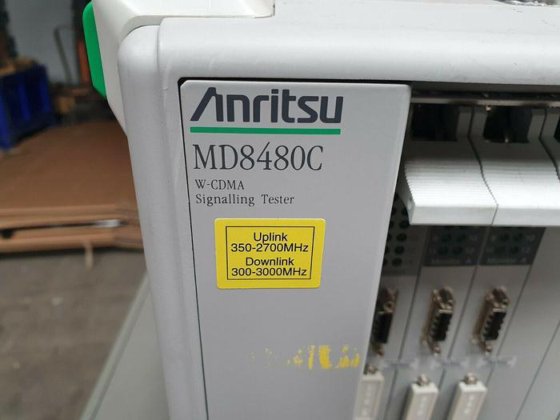 Anritsu
MD8480C
W-CDMA
Signalling Tester
Uplink
350-2700MHz
Downlink
300-3000MHz